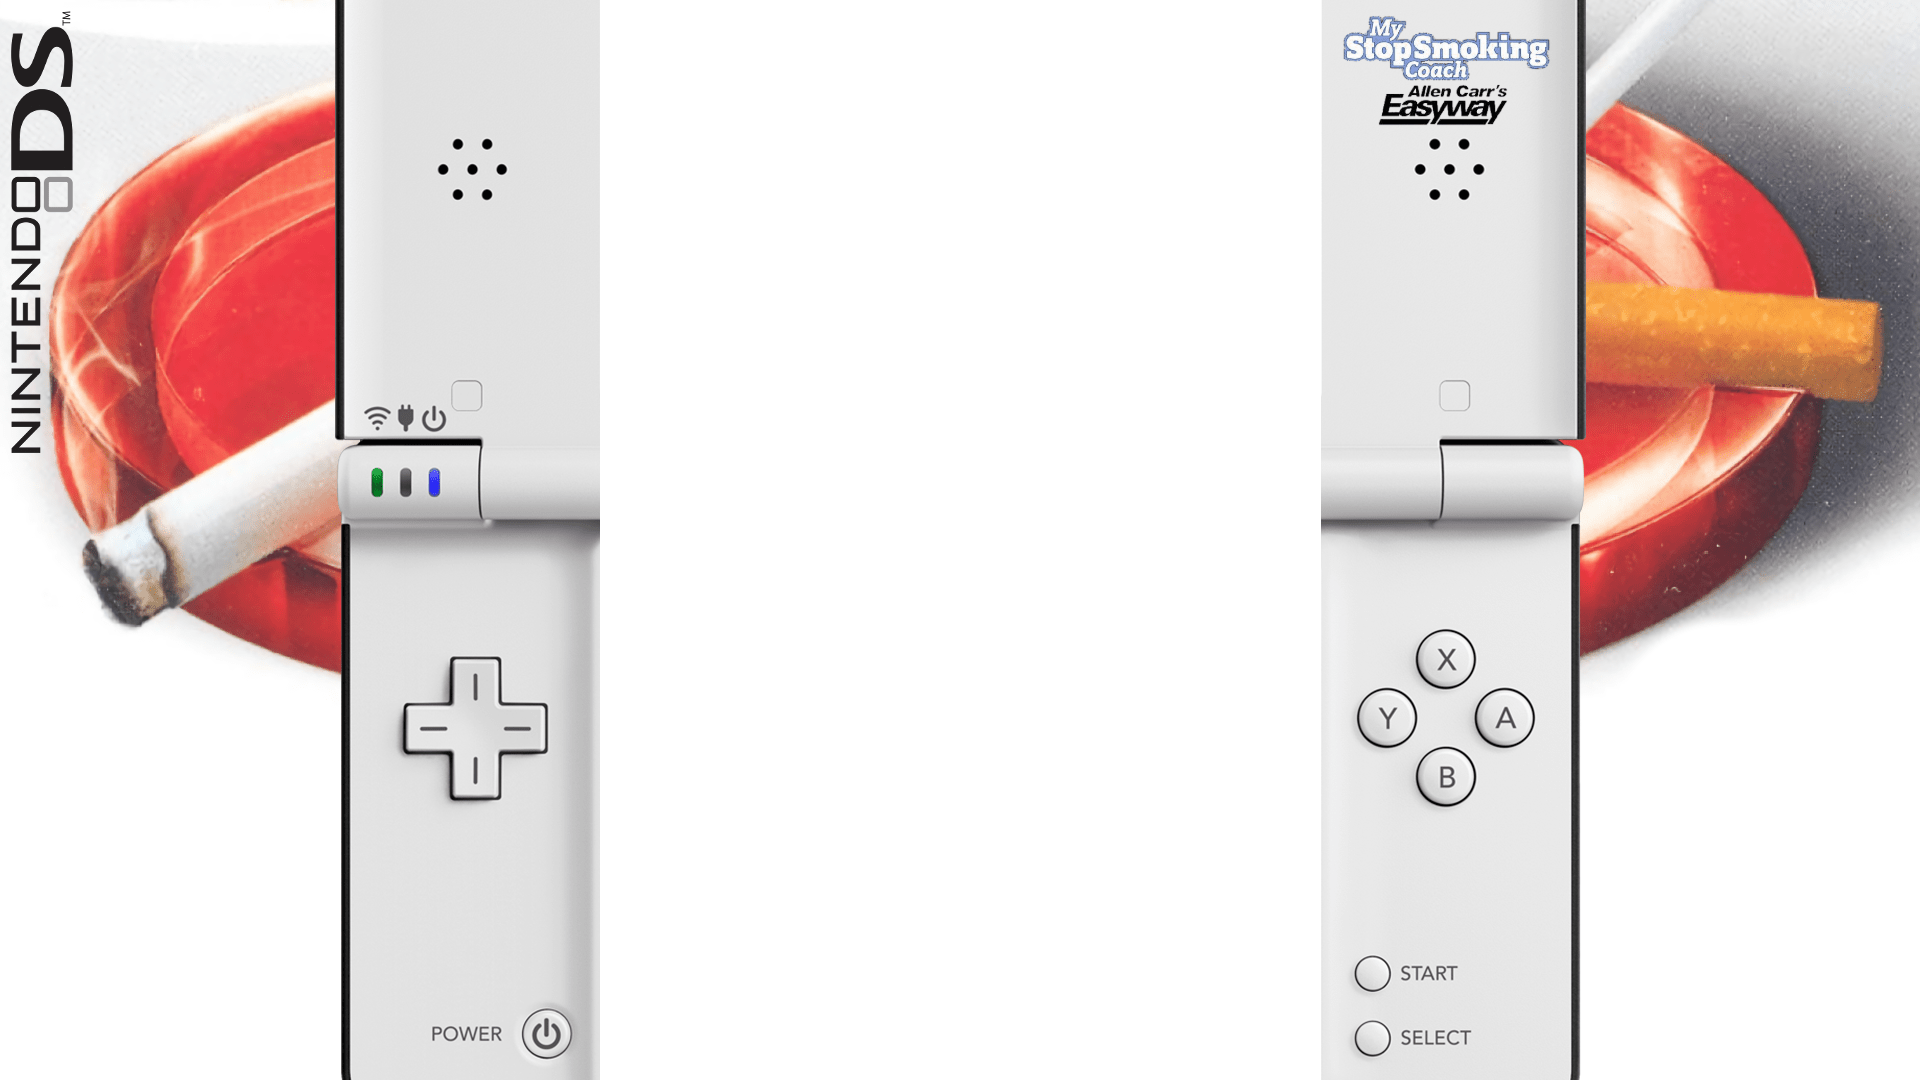 NINTENDO DS™
My
StopSmoking
Coach
Allen Carr's
Easyway
X
Y
A
B
START
SELECT
POWER